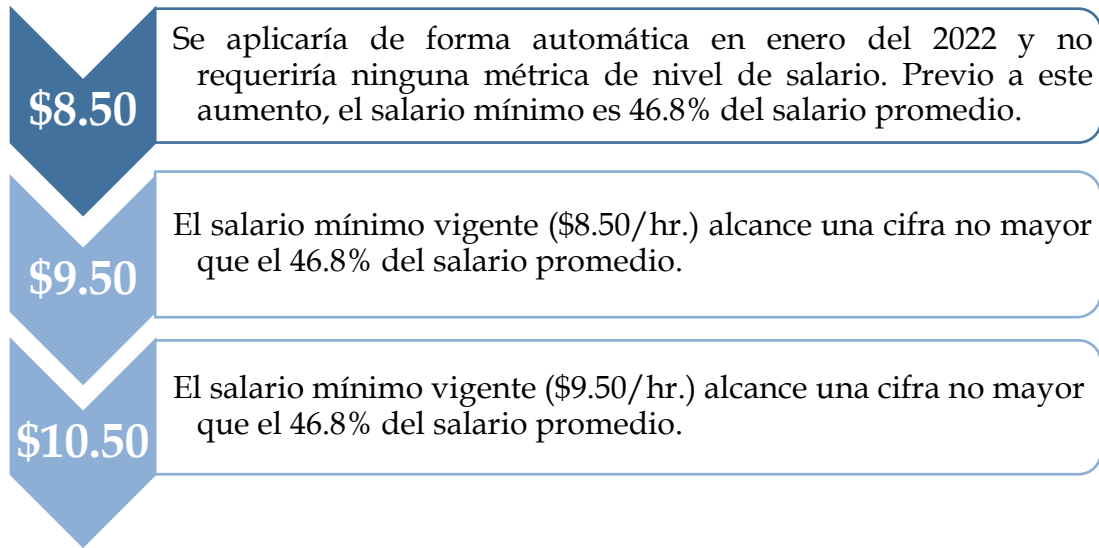 $8.50
Se aplicaría de forma automática en enero del 2022 y no
requeriría ninguna métrica de nivel de salario. Previo a este
aumento, el salario mínimo es 46.8% del salario promedio.
$9.50
El salario mínimo vigente ($8.50/hr.) alcance una cifra no mayor
que el 46.8% del salario promedio.
$10.50
El salario mínimo vigente ($9.50/hr.) alcance una cifra no mayor
que el 46.8% del salario promedio.